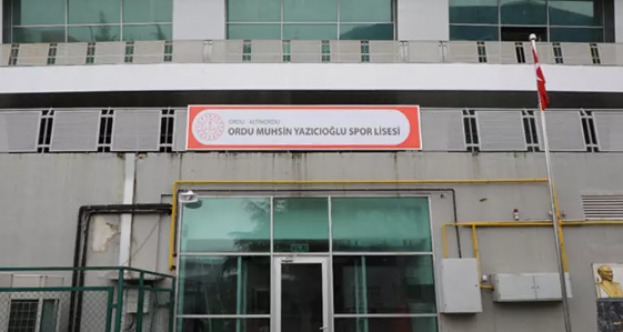 ORDU - ALTINORDU
ORDU MUHSİN YAZICIOĞLU SPOR LİSESİ